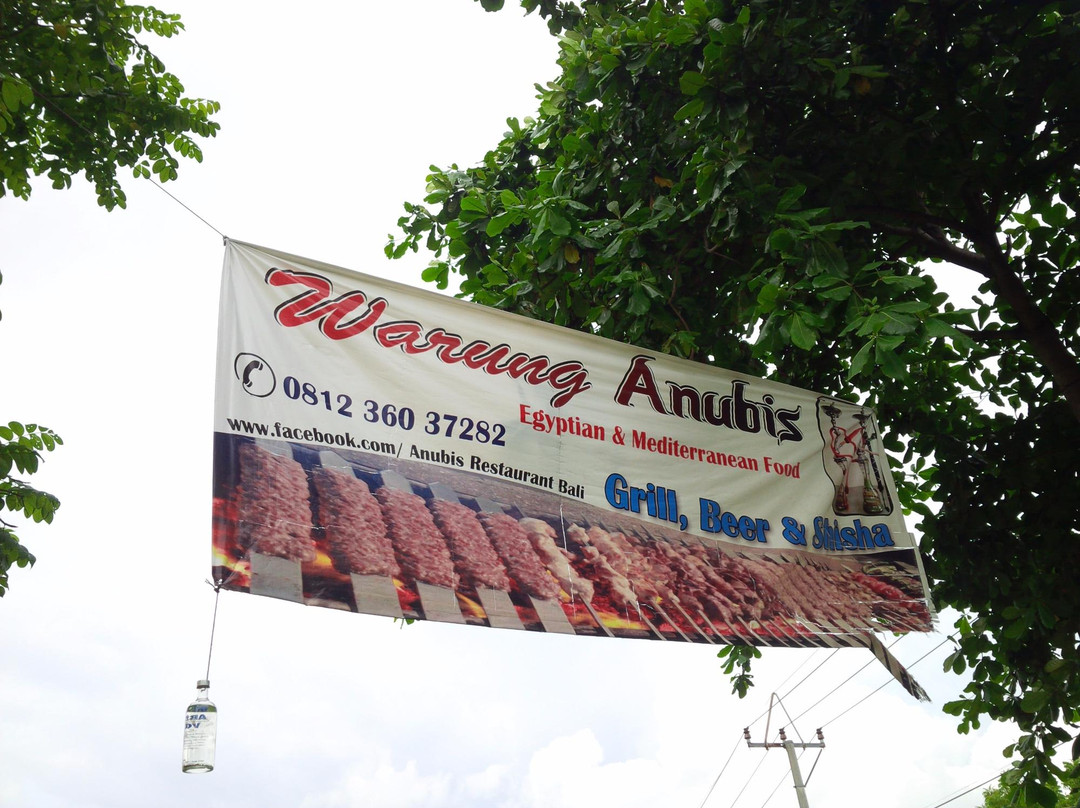 Warung Anubis
0812 360 37282
Egyptian & Mediterranean Food
www.facebook.com/ Anubis Restaurant Bali
Grill, Beer & Shisha